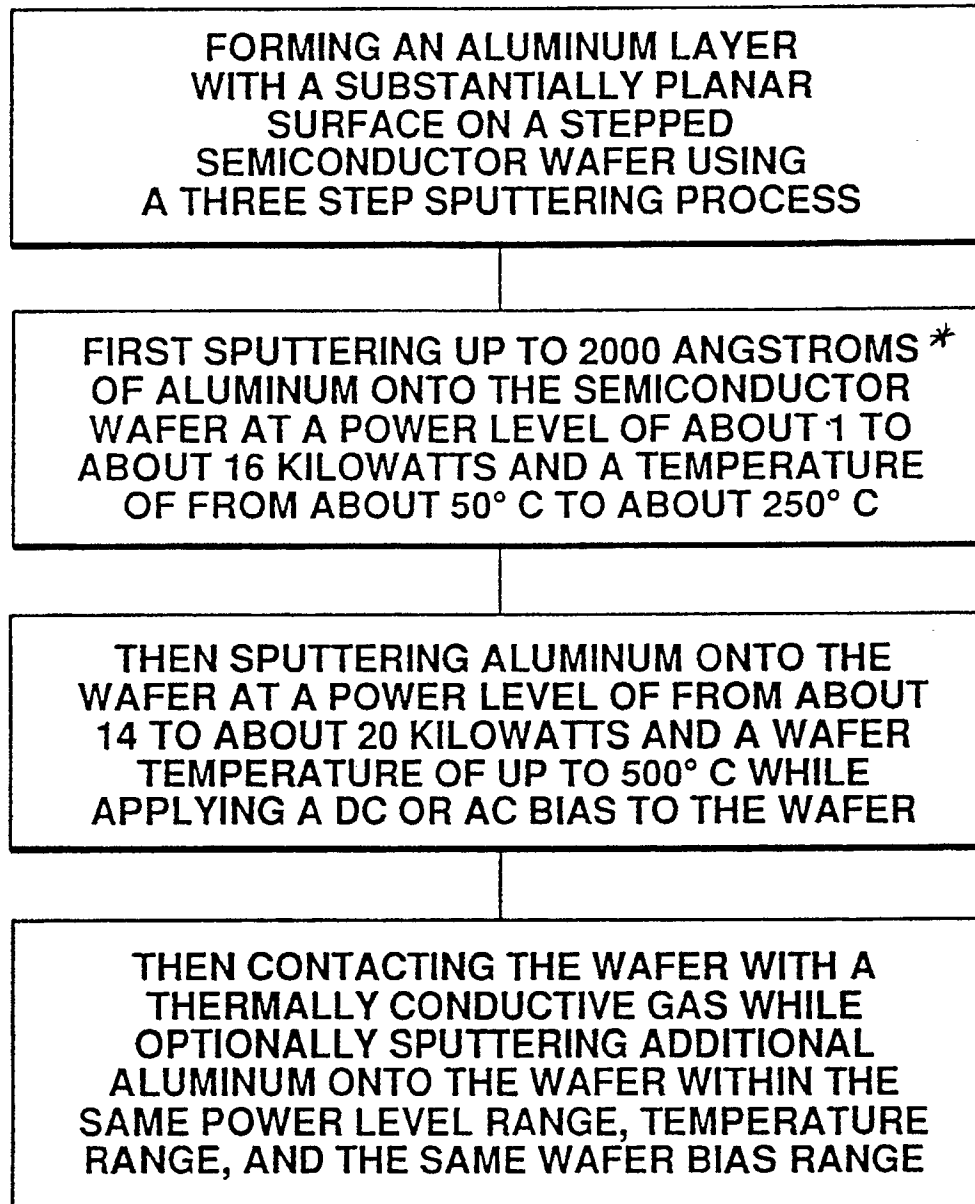 FORMING AN ALUMINUM LAYER
WITH A SUBSTANTIALLY PLANAR
SURFACE ON A STEPPED
SEMICONDUCTOR WAFER USING
A THREE STEP SPUTTERING PROCESS
FIRST SPUTTERING UP TO 2000 ANGSTROMS *
OF ALUMINUM ONTO THE SEMICONDUCTOR
WAFER AT A POWER LEVEL OF ABOUT 1 TO
ABOUT 16 KILOWATTS AND A TEMPERATURE
OF FROM ABOUT 50° C TO ABOUT 250° C
THEN SPUTTERING ALUMINUM ONTO THE
WAFER AT A POWER LEVEL OF FROM ABOUT
14 TO ABOUT 20 KILOWATTS AND A WAFER
TEMPERATURE OF UP TO 500° C WHILE
APPLYING A DC OR AC BIAS TO THE WAFER
THEN CONTACTING THE WAFER WITH A
THERMALLY CONDUCTIVE GAS WHILE
OPTIONALLY SPUTTERING ADDITIONAL
ALUMINUM ONTO THE WAFER WITHIN THE
SAME POWER LEVEL RANGE, TEMPERATURE
RANGE, AND THE SAME WAFER BIAS RANGE